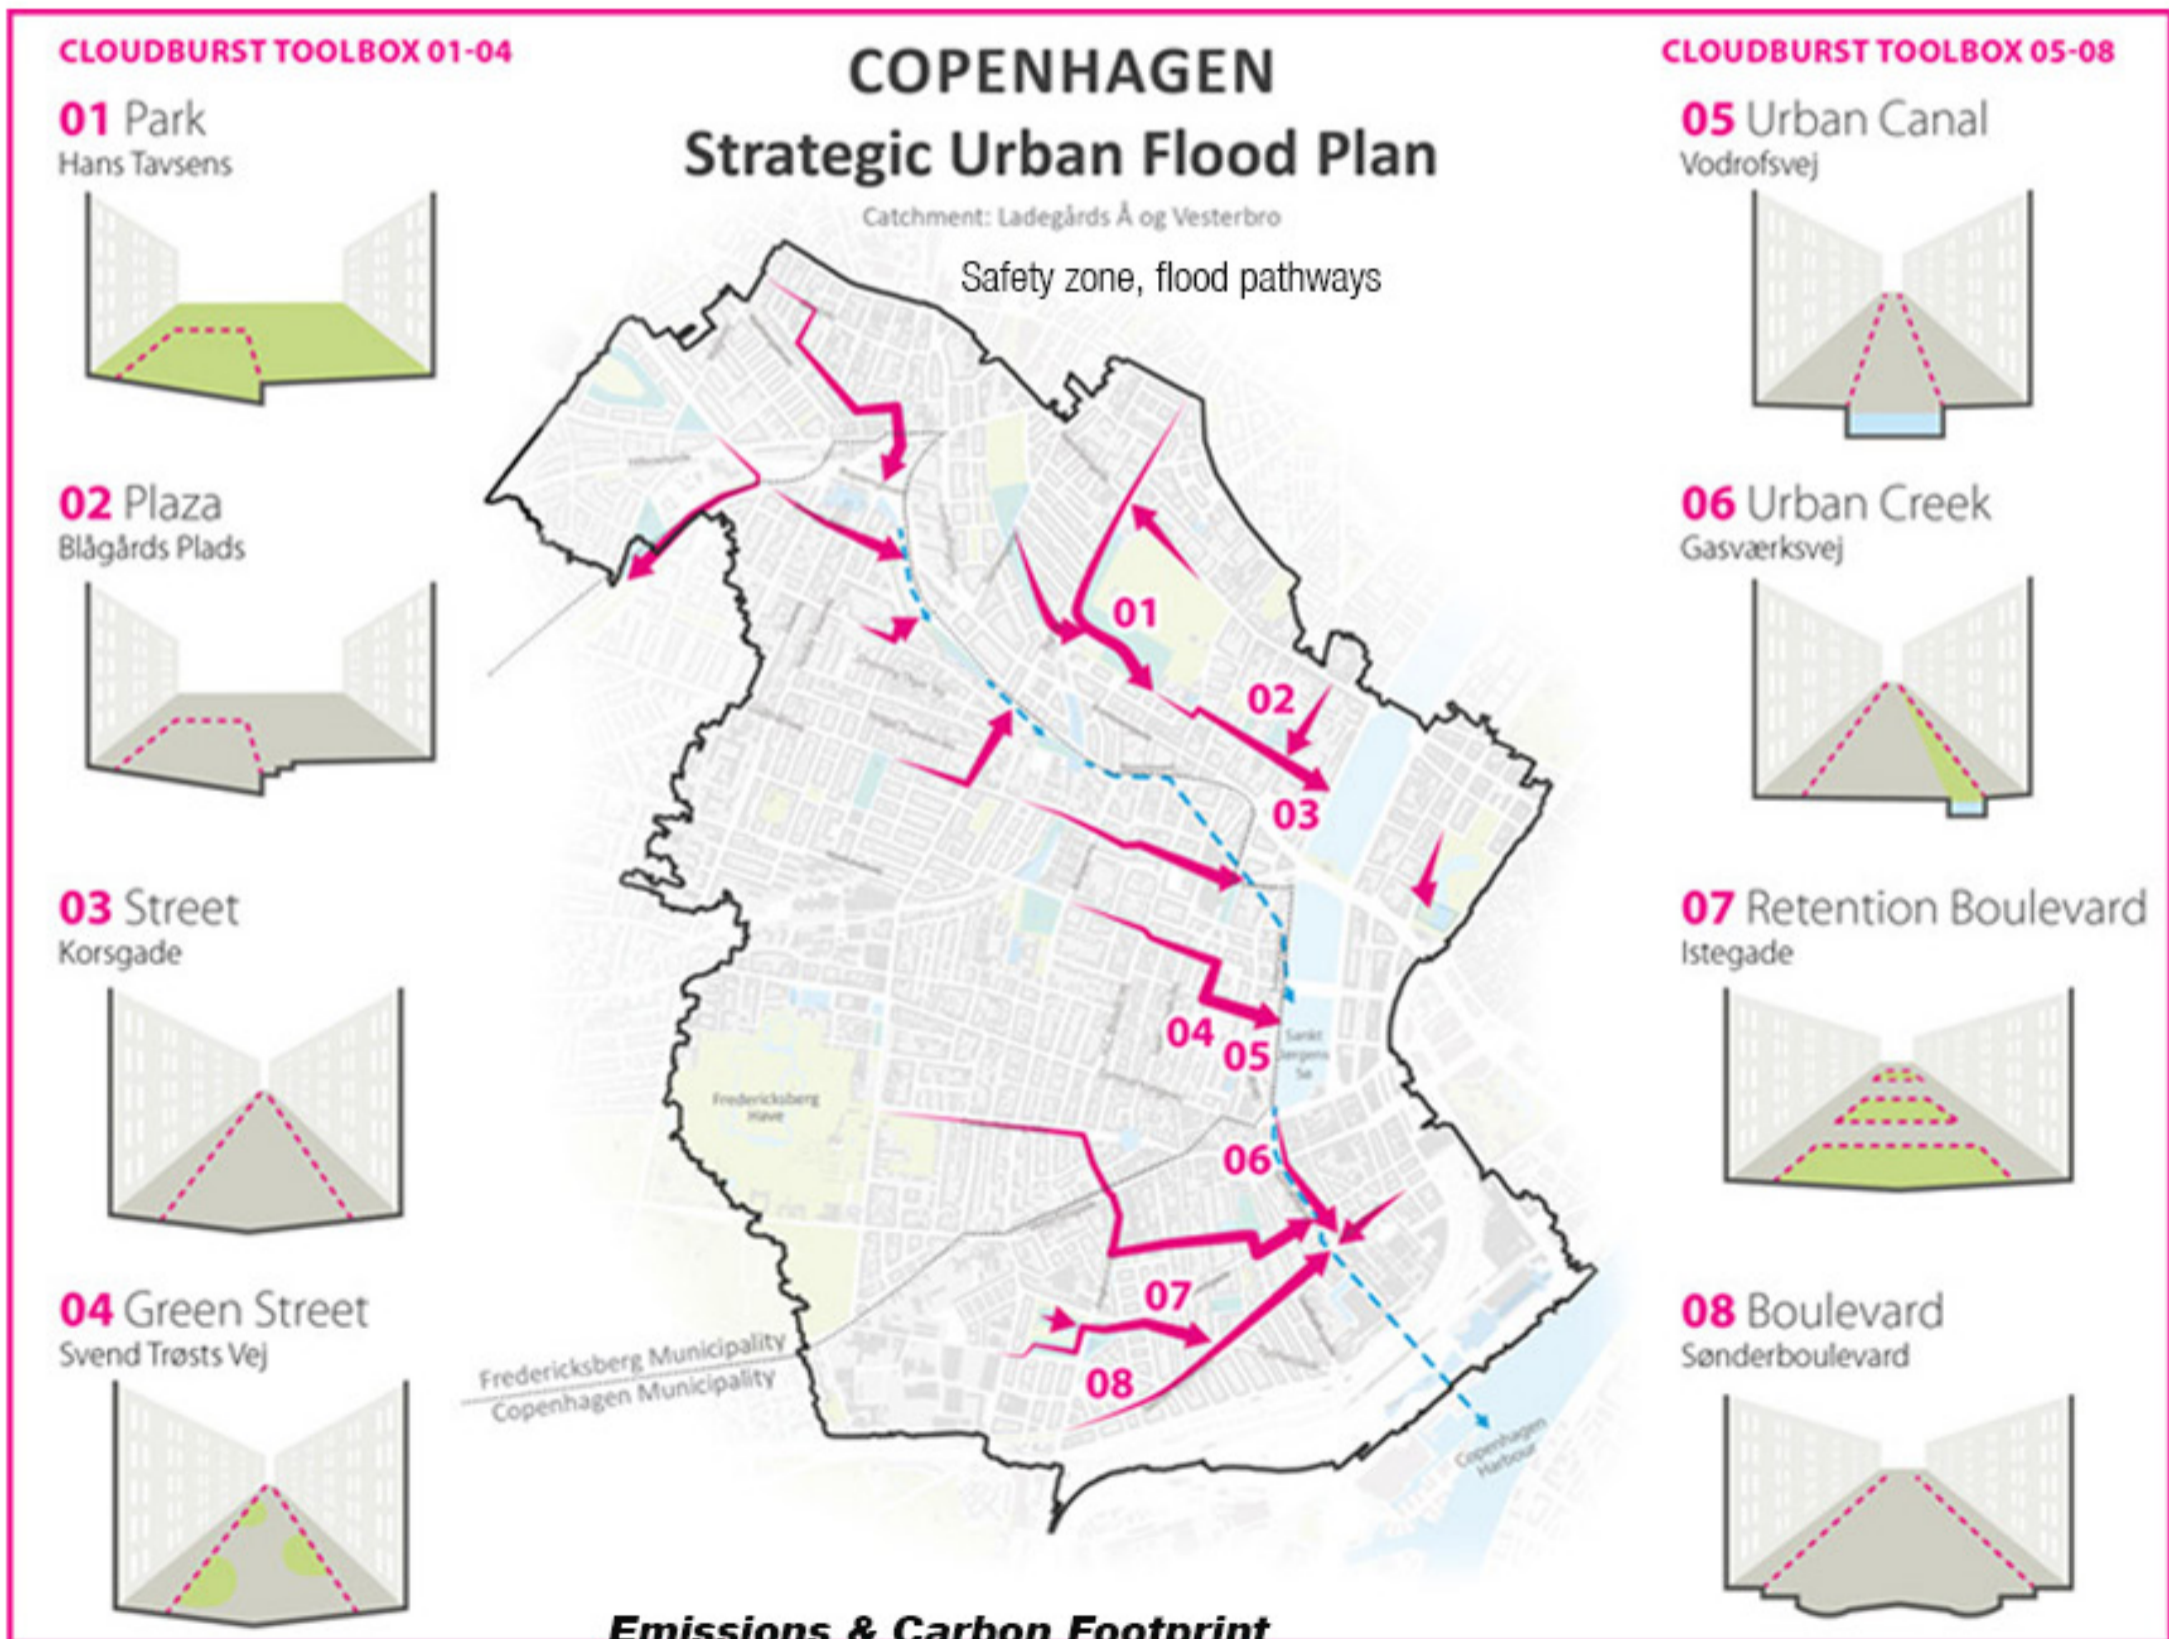 CLOUDBURST TOOLBOX 01-04
01 Park
Hans Tavsens
02 Plaza
Blågårds Plads
03 Street
Korsgade
04 Green Street
Svend Trøsts Vej
COPENHAGEN
Strategic Urban Flood Plan
Catchment: Ladegårds Å og Vesterbro
Safety zone, flood pathways
01
02
03
04
05
Sankt
Jørgens
Sø
Fredericksberg
Have
06
07
08
Fredericksberg Municipality
Copenhagen Municipality
Copenhagen
Harbour
CLOUDBURST TOOLBOX 05-08
05 Urban Canal
Vodrofsvej
06 Urban Creek
Gasværksvej
07 Retention Boulevard
Istegade
08 Boulevard
Sønderboulevard
Emissions & Carbon Footprint